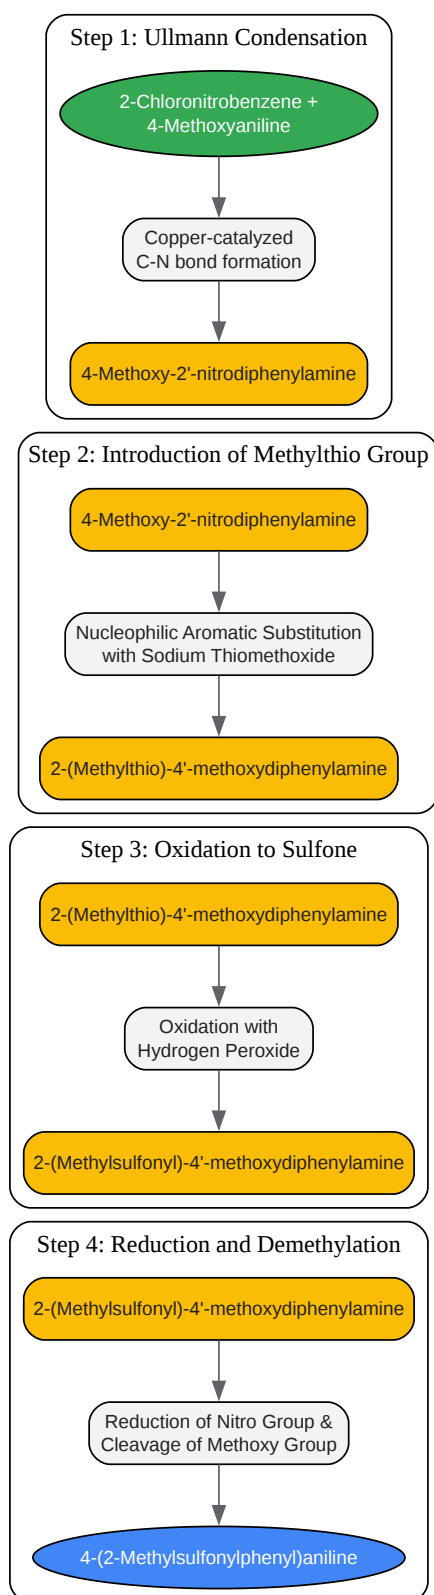 Step 1: Ullmann Condensation
2-Chloronitrobenzene +
4-Methoxyaniline
Copper-catalyzed
C-N bond formation
4-Methoxy-2'-nitrodiphenylamine
Step 2: Introduction of Methylthio Group
4-Methoxy-2'-nitrodiphenylamine
Nucleophilic Aromatic Substitution
with Sodium Thiomethoxide
2-(Methylthio)-4'-methoxydiphenylamine
Step 3: Oxidation to Sulfone
2-(Methylthio)-4'-methoxydiphenylamine
Oxidation with
Hydrogen Peroxide
2-(Methylsulfonyl)-4'-methoxydiphenylamine
Step 4: Reduction and Demethylation
2-(Methylsulfonyl)-4'-methoxydiphenylamine
Reduction of Nitro Group &
Cleavage of Methoxy Group
4-(2-Methylsulfonylphenyl)aniline